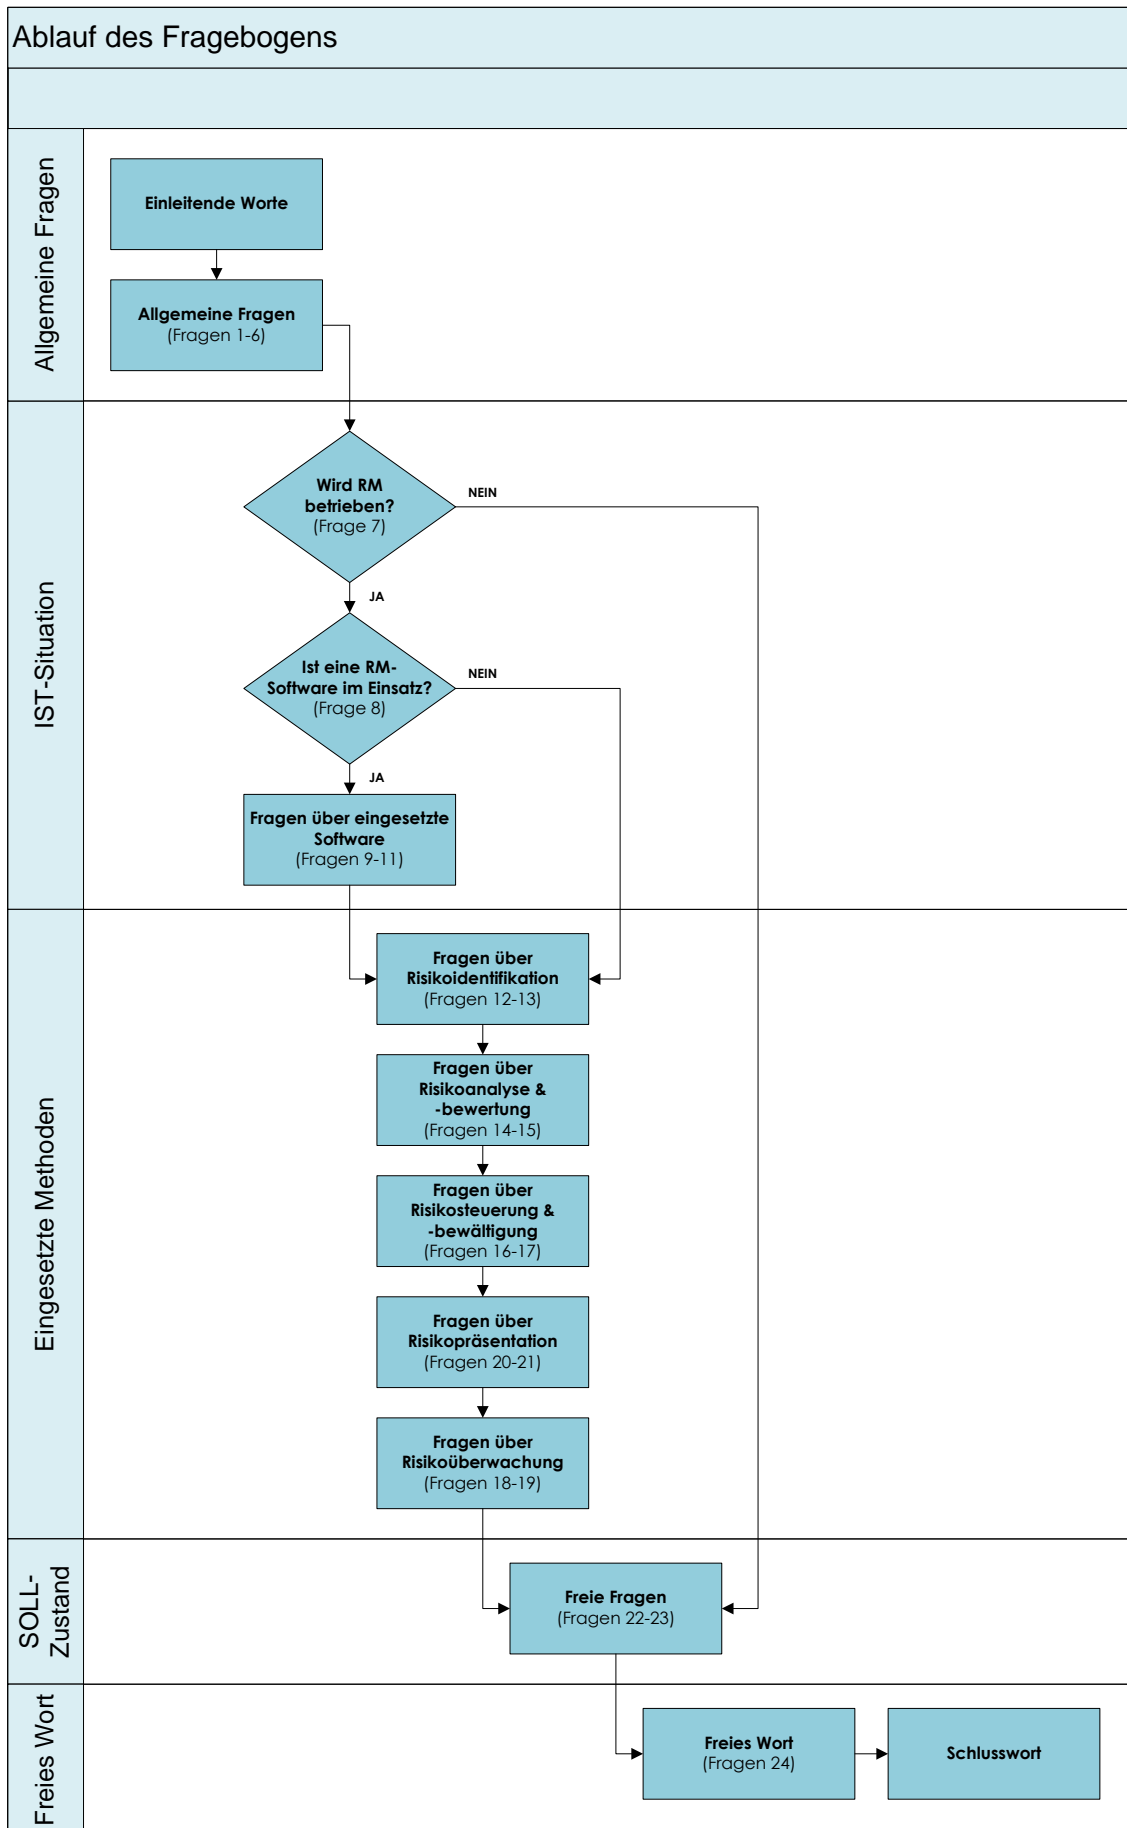 Ablauf des Fragebogens
Allgemeine Fragen
Einleitende Worte
Allgemeine Fragen
(Fragen 1-6)
IST-Situation
Wird RM
betrieben?
(Frage 7)
NEIN
JA
Ist eine RM-
Software im Einsatz?
(Frage 8)
NEIN
JA
Fragen über eingesetzte
Software
(Fragen 9-11)
Eingesetzte Methoden
Fragen über
Risikoidentifikation
(Fragen 12-13)
Fragen über
Risikoanalyse &
-bewertung
(Fragen 14-15)
Fragen über
Risikosteuerung &
-bewältigung
(Fragen 16-17)
Fragen über
Risikopräsentation
(Fragen 20-21)
Fragen über
Risikoüberwachung
(Fragen 18-19)
SOLL-
Zustand
Freie Fragen
(Fragen 22-23)
Freies Wort
Freies Wort
(Fragen 24)
Schlusswort